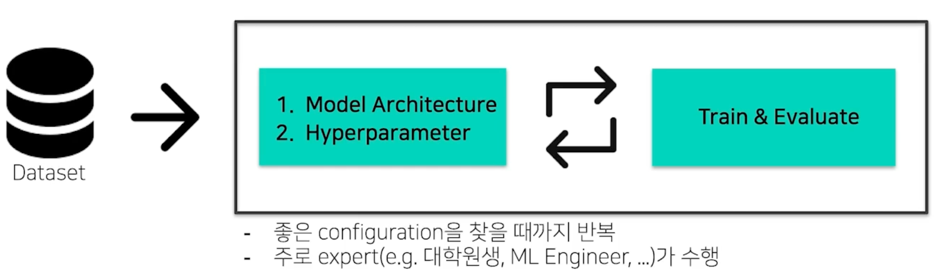 Dataset
1. Model Architecture
2. Hyperparameter
Train & Evaluate
- 좋은 configuration을 찾을 때까지 반복
- 주로 expert(e.g. 대학원생, ML Engineer, ...)가 수행